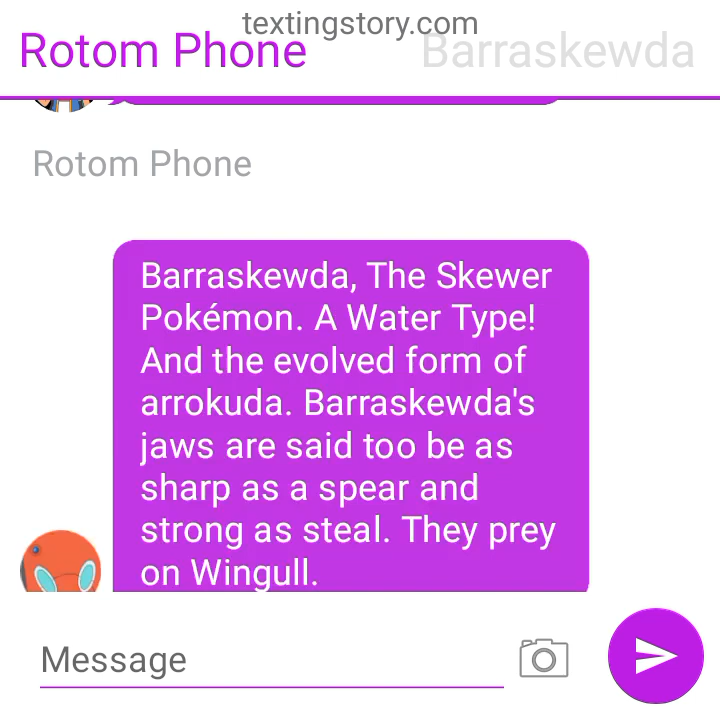 textingstory.com
Rotom Phone Barraskewda
Rotom Phone
Barraskewda, The Skewer
Pokémon. A Water Type!
And the evolved form of
arrokuda. Barraskewda's
jaws are said too be as
sharp as a spear and
strong as steal. They prey
on Wingull.
Message